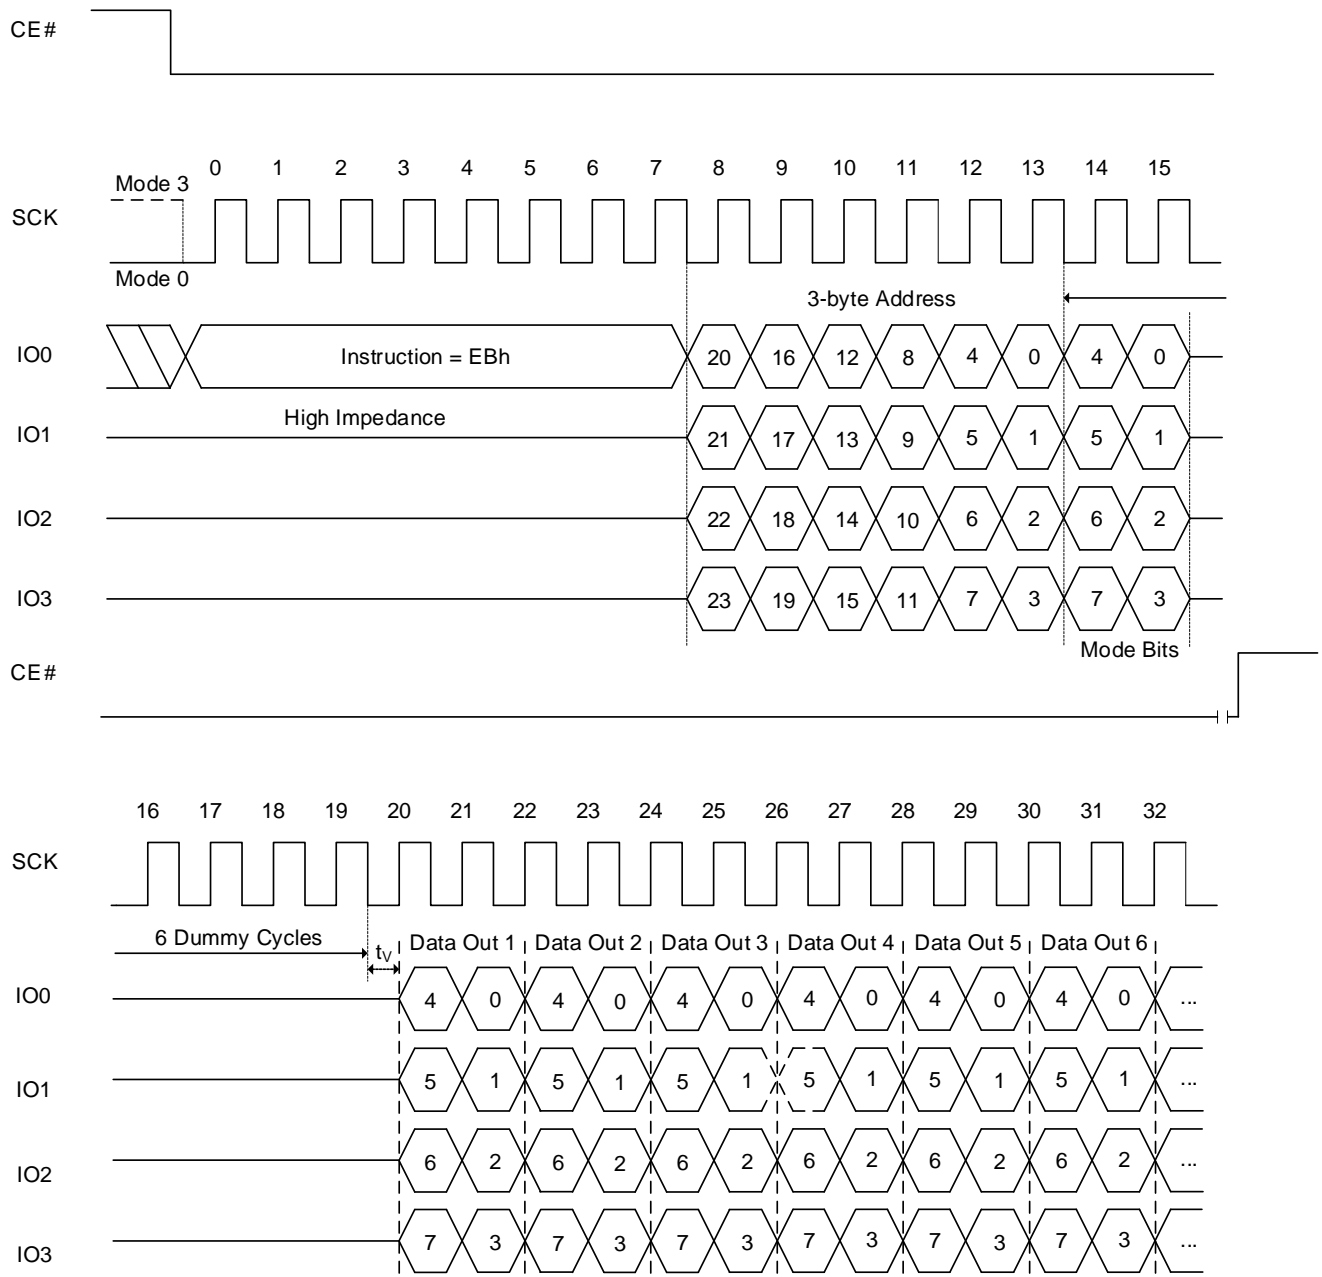 CE#
0 1 2 3 4 5 6 7 8 9 10 11 12 13 14 15
Mode 3
SCK
Mode 0
3-byte Address
IO0 Instruction = EBh 20 16 12 8 4 0 4 0
High Impedance
IO1 21 17 13 9 5 1 5 1
IO2 22 18 14 10 6 2 6 2
IO3 23 19 15 11 7 3 7 3
Mode Bits
CE#
16 17 18 19 20 21 22 23 24 25 26 27 28 29 30 31 32
SCK
6 Dummy Cycles tV Data Out 1 Data Out 2 Data Out 3 Data Out 4 Data Out 5 Data Out 6
IO0 4 0 4 0 4 0 4 0 4 0 4 0 ...
IO1 5 1 5 1 5 1 5 1 5 1 5 1 ...
IO2 6 2 6 2 6 2 6 2 6 2 6 2 ...
IO3 7 3 7 3 7 3 7 3 7 3 7 3 ...